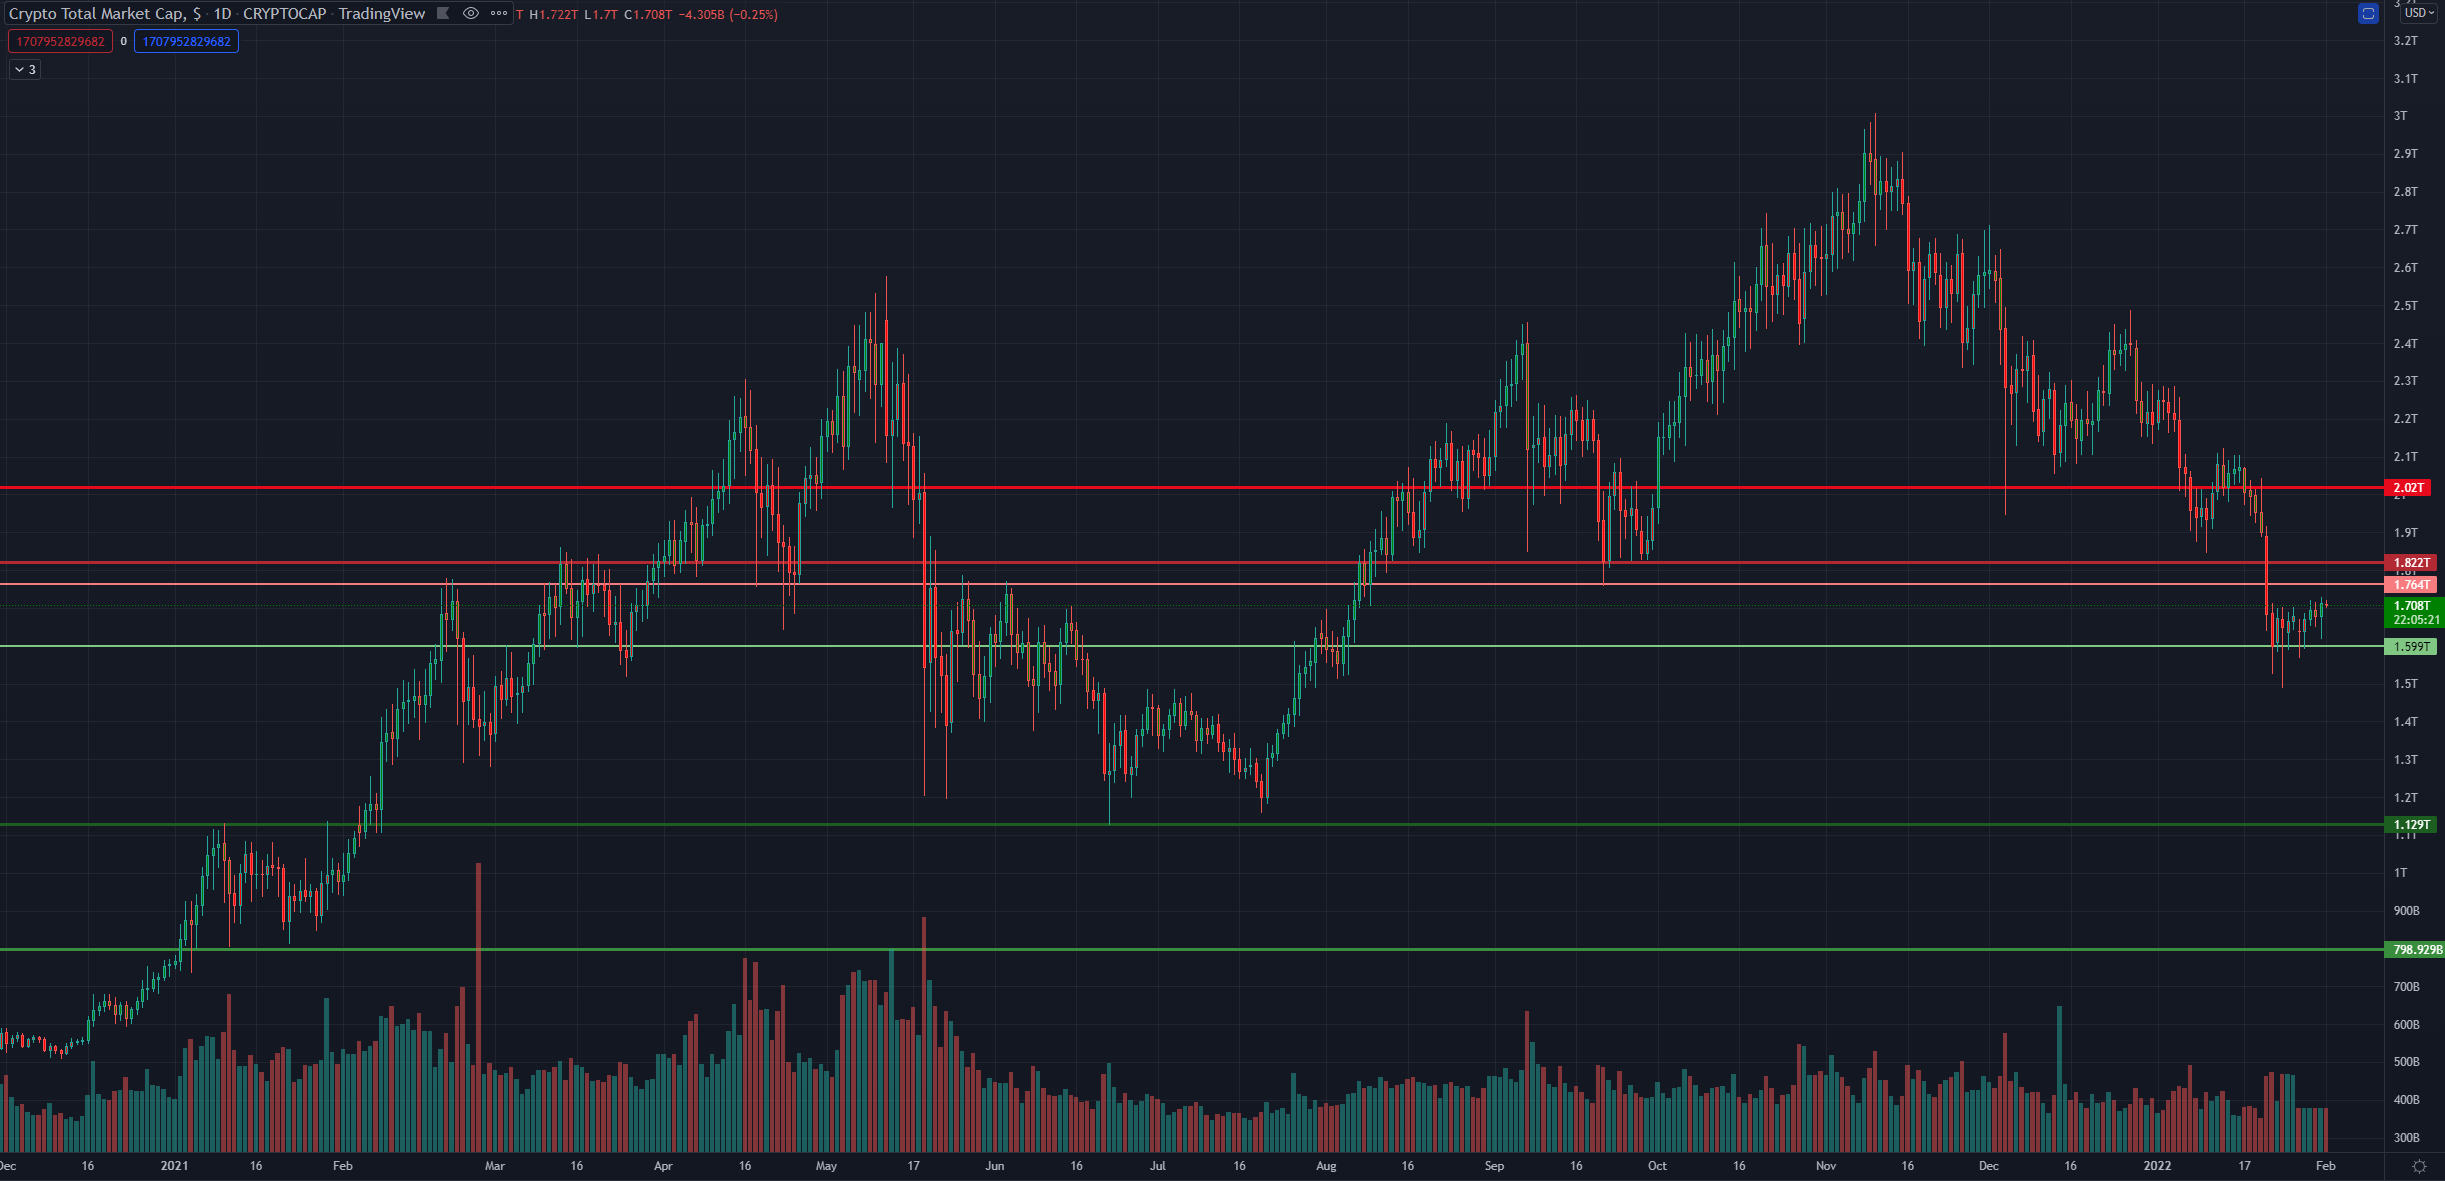 Crypto Total Market Cap, $ · 1D · CRYPTOCAP · TradingView ••• T H1.722T L1.7T C1.708T −4.305B (−0.25%)
1707952829682 0 1707952829682
3
USD
3.2T
3.1T
3T
2.9T
2.8T
2.7T
2.6T
2.5T
2.4T
2.3T
2.2T
2.1T
2.02T
1.9T
1.822T
1.764T
1.708T
22:05:21
1.599T
1.5T
1.4T
1.3T
1.2T
1.129T
1T
900B
798.929B
700B
600B
500B
400B
300B
Dec 16 2021 16 Feb Mar 16 Apr 16 May 17 Jun 16 Jul 16 Aug 16 Sep 16 Oct 16 Nov 16 Dec 16 2022 17 Feb